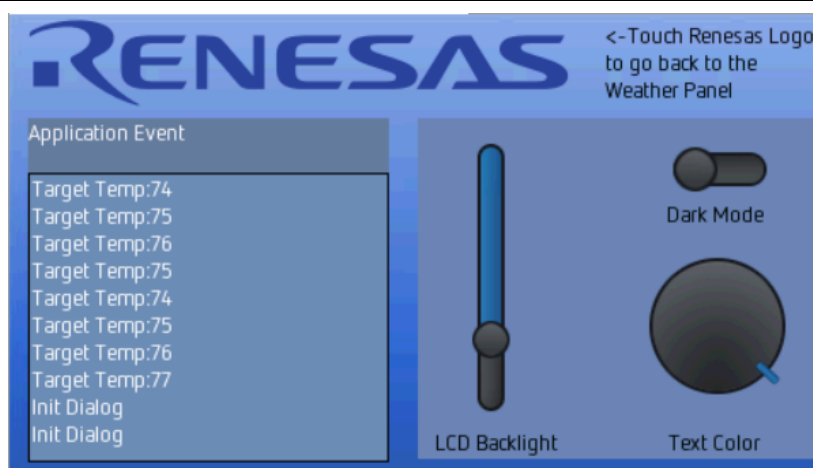 RENESAS
<-Touch Renesas Logo
to go back to the
Weather Panel
Application Event
Target Temp:74
Target Temp:75
Target Temp:76
Target Temp:75
Target Temp:74
Target Temp:75
Target Temp:76
Target Temp:77
Init Dialog
Init Dialog
Dark Mode
LCD Backlight
Text Color